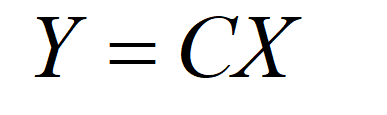 Y = CX